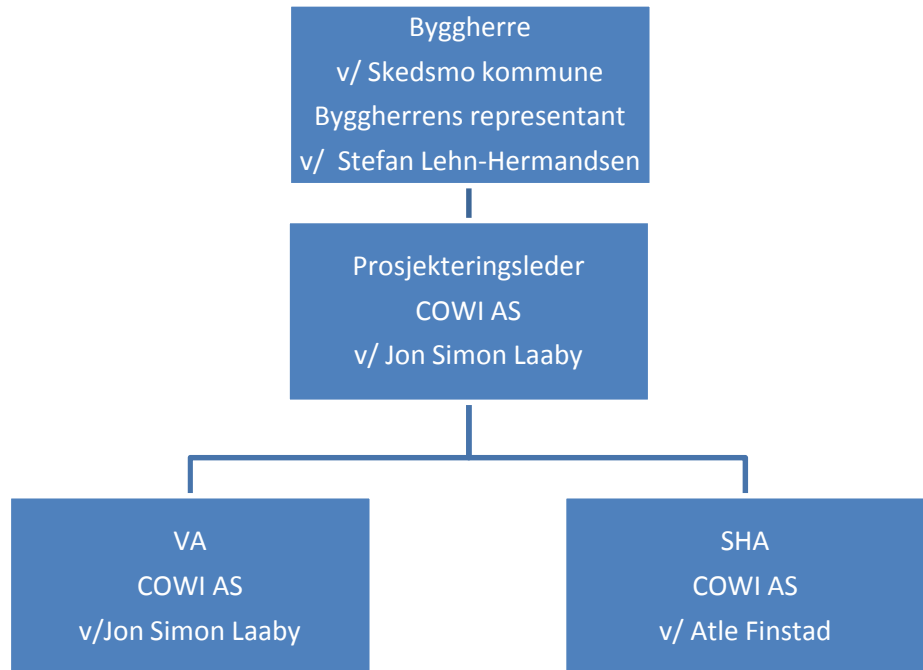 Byggherre
v/ Skedsmo kommune
Byggherrens representant
v/  Stefan Lehn-Hermandsen
Prosjekteringsleder
COWI AS
v/ Jon Simon Laaby
VA
COWI AS
v/Jon Simon Laaby
SHA
COWI AS
v/ Atle Finstad